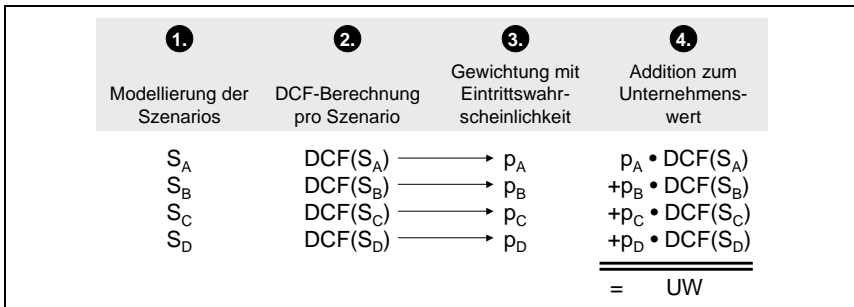 1. 2. 3. 4.
Modellierung der
Szenarios
DCF-Berechnung
pro Szenario
Gewichtung mit
Eintrittswahr-
scheinlichkeit
Addition zum
Unternehmens-
wert
S_A DCF(S_A) → p_A p_A • DCF(S_A)
S_B DCF(S_B) → p_B +p_B • DCF(S_B)
S_C DCF(S_C) → p_C +p_C • DCF(S_C)
S_D DCF(S_D) → p_D +p_D • DCF(S_D)
= UW